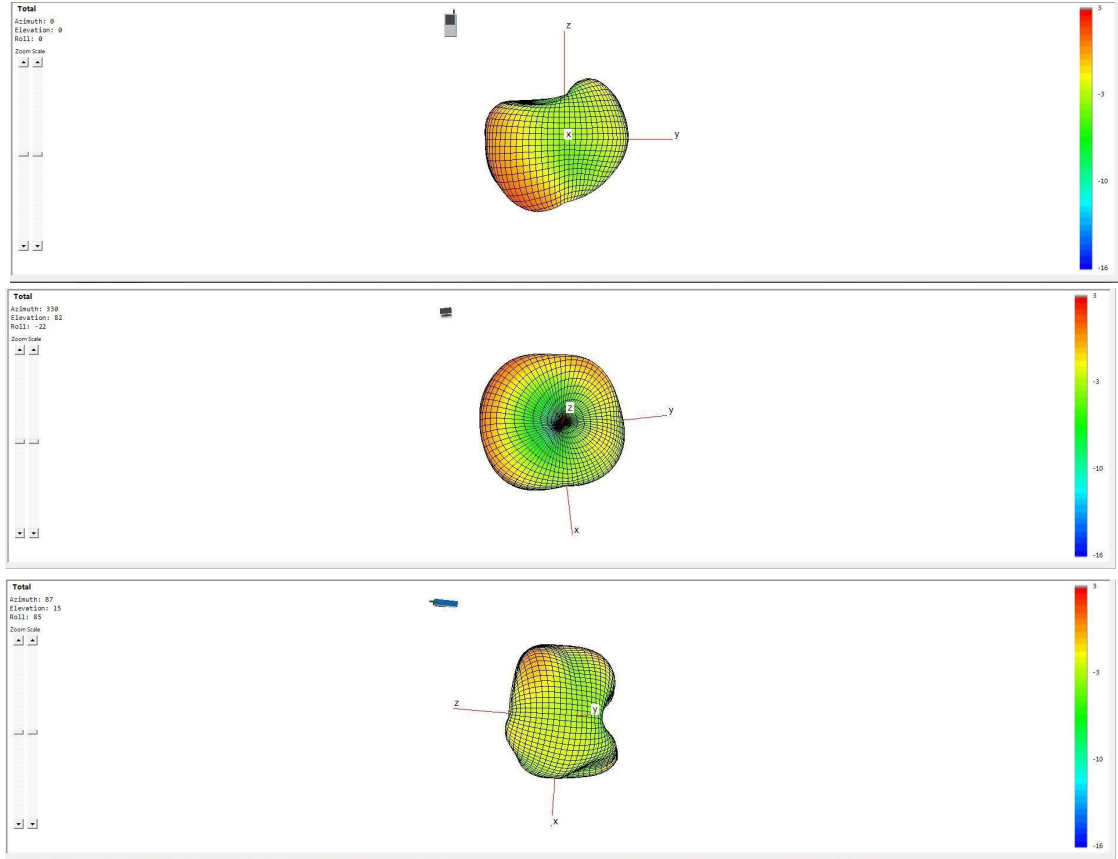 Total
Azimuth: 0
Elevation: 0
Roll: 0
Zoom Scale
z
x
y
3
-3
-10
-16
Total
Azimuth: 330
Elevation: 82
Roll: -22
Zoom Scale
z
y
x
3
-3
-10
-16
Total
Azimuth: 87
Elevation: 15
Roll: 85
Zoom Scale
z
y
x
3
-3
-10
-16